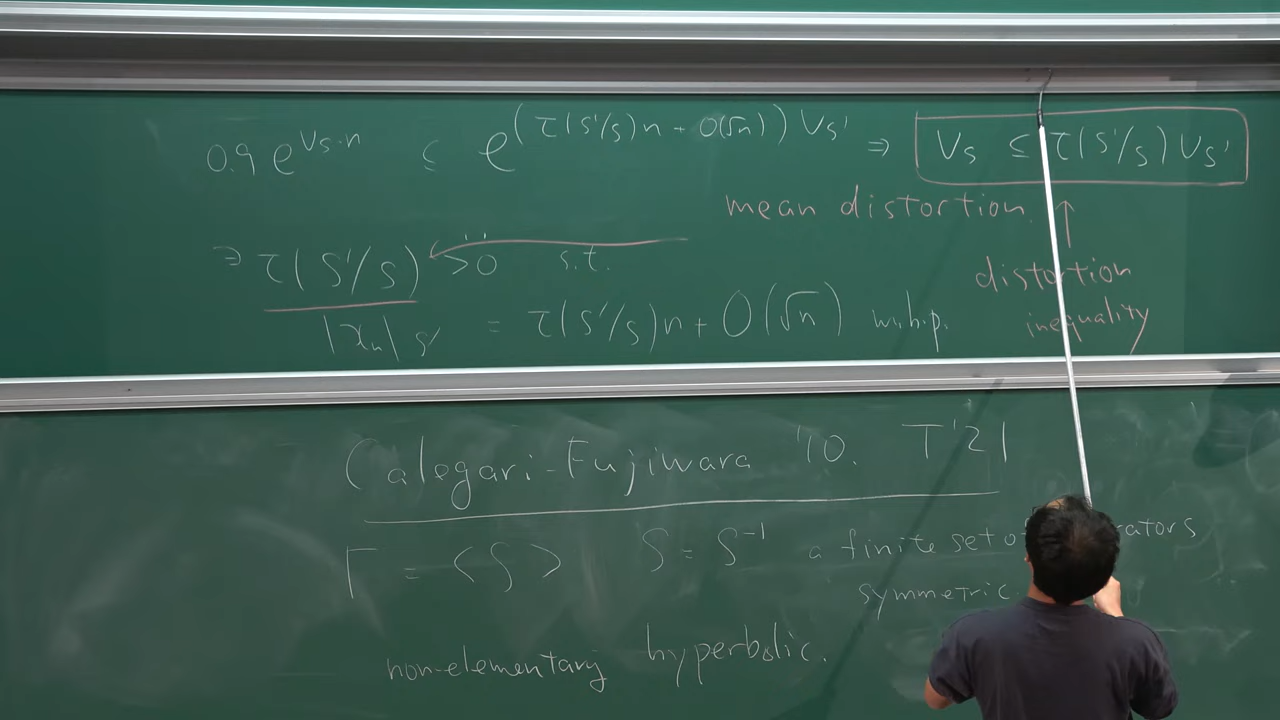 0.9 e^{V_S·n} ≤ e^{(τ(S'/S)n + O(√n)) V_{S'}} ⇒ V_S ≤ τ(S'/S) V_{S'}
mean distortion ↑
⇒ τ(S'/S) > 0 s.t. distortion
|x_n|_{S'} = τ(S'/S)n + O(√n) w.h.p. inequality
Calegari-Fujiwara '10. T'21
Γ = <S> S = S^{-1} a finite set
symmetric
non-elementary hyperbolic.